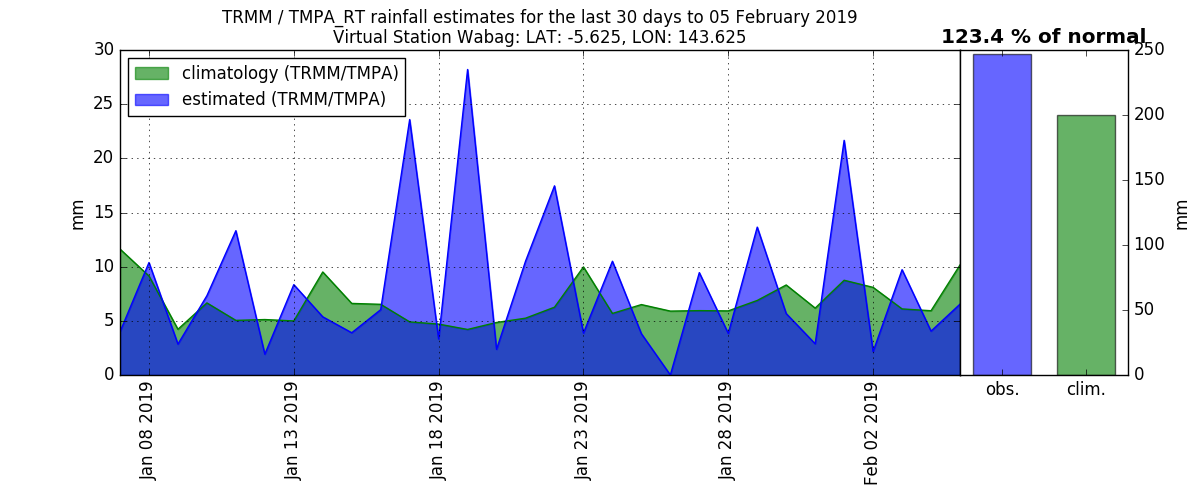 TRMM / TMPA_RT rainfall estimates for the last 30 days to 05 February 2019
Virtual Station Wabag: LAT: -5.625, LON: 143.625
123.4 % of normal
climatology (TRMM/TMPA)
estimated (TRMM/TMPA)
30
25
20
15
10
5
0
mm
Jan 08 2019
Jan 13 2019
Jan 18 2019
Jan 23 2019
Jan 28 2019
Feb 02 2019
250
200
150
100
50
0
mm
obs.
clim.